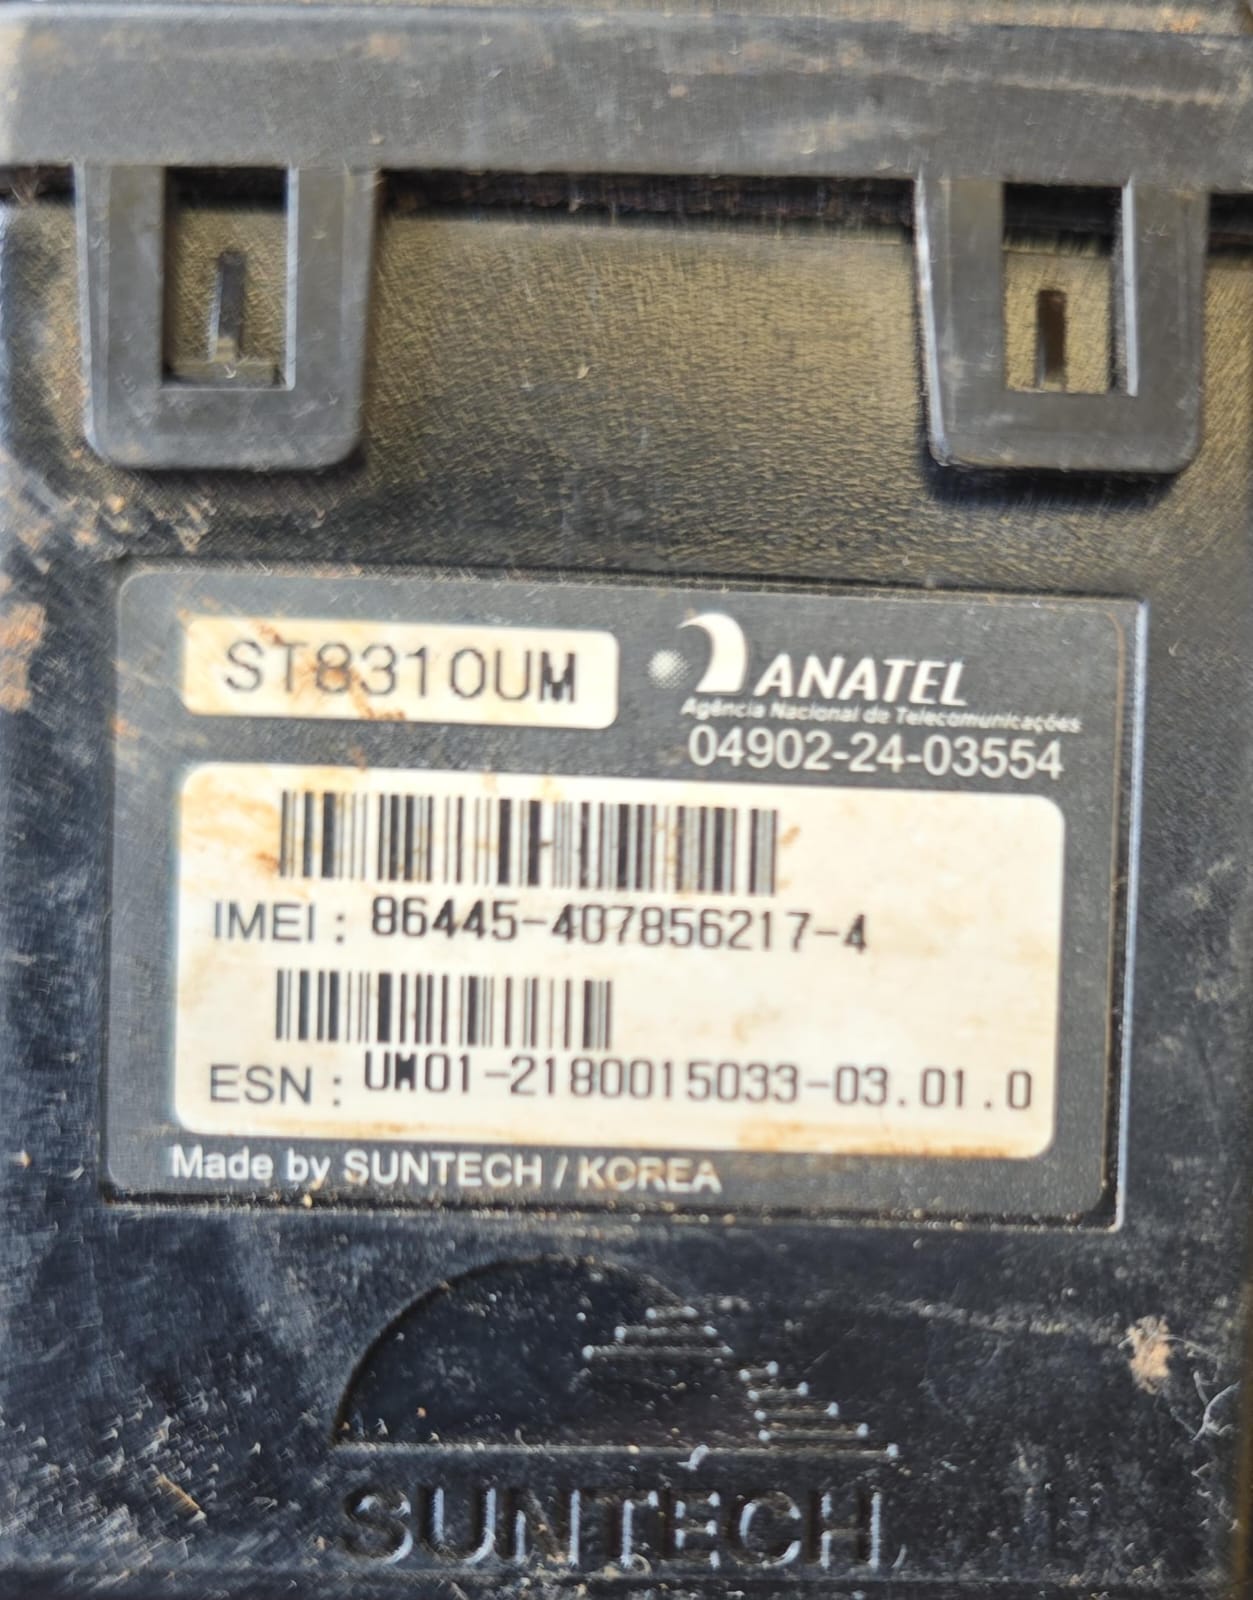 ST8310UM
ANATEL
Agência Nacional de Telecomunicações
04902-24-03554
IMEI : 86445-407856217-4
ESN : UM01-2180015033-03.01.0
Made by SUNTECH / KOREA
SUNTECH